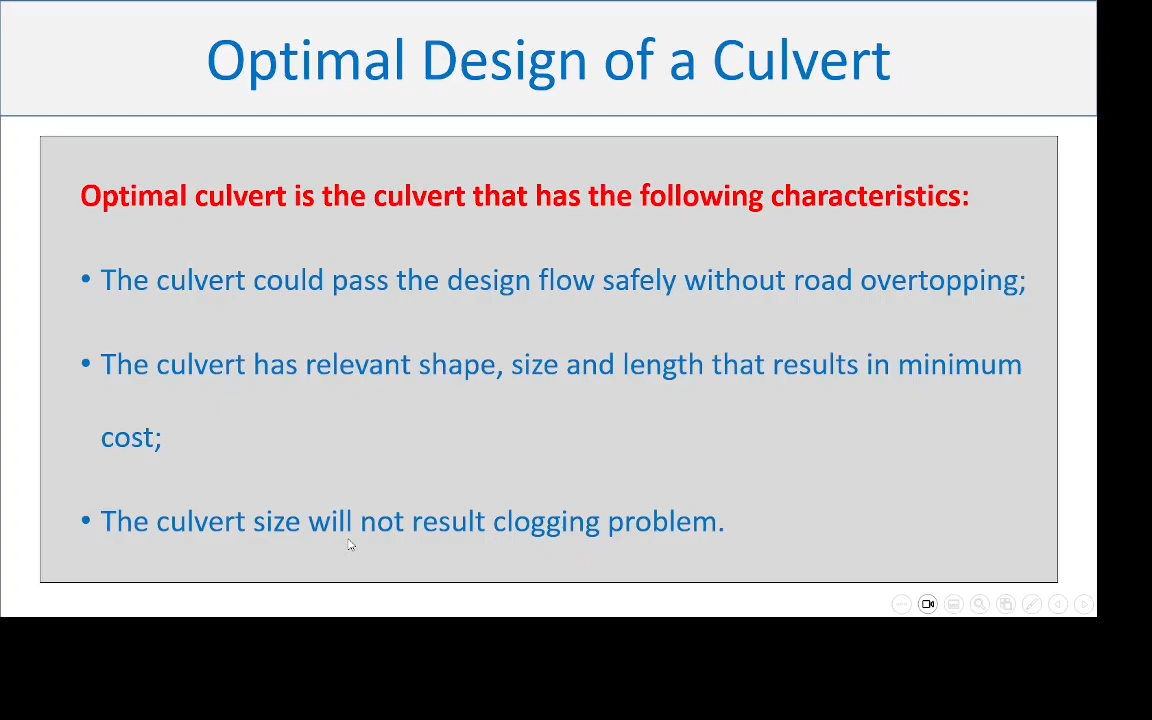 Optimal Design of a Culvert
Optimal culvert is the culvert that has the following characteristics:
• The culvert could pass the design flow safely without road overtopping;
• The culvert has relevant shape, size and length that results in minimum
cost;
• The culvert size will not result clogging problem.